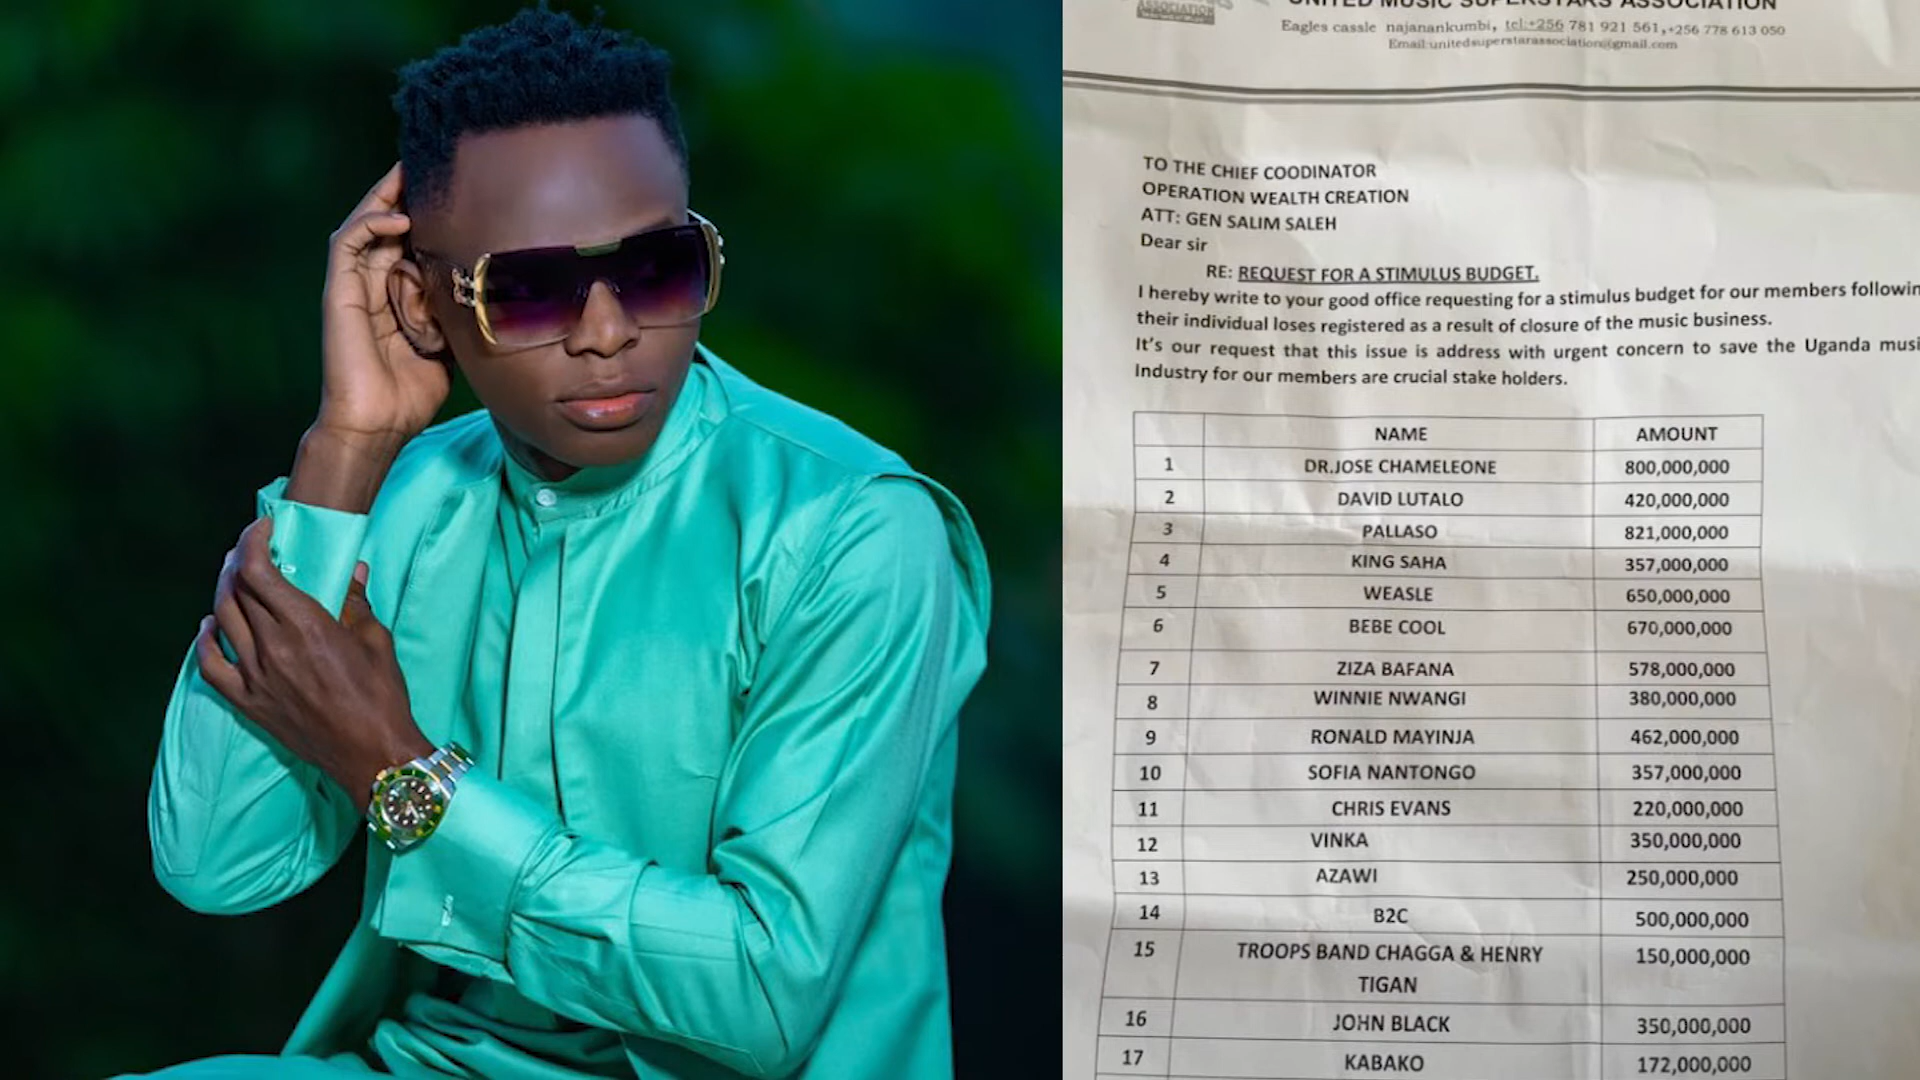 ASSOCIATION
UNITED MUSIC SUPERSTARS ASSOCIATION
Eagles cassle najanankumbi, tel:+256 781 921 561,+256 778 613 050
Email:unitedsuperstarassociation@gmail.com
TO THE CHIEF COODINATOR
OPERATION WEALTH CREATION
ATT: GEN SALIM SALEH
Dear sir
RE: REQUEST FOR A STIMULUS BUDGET.
I hereby write to your good office requesting for a stimulus budget for our members followin
their individual loses registered as a result of closure of the music business.
It's our request that this issue is address with urgent concern to save the Uganda musi
Industry for our members are crucial stake holders.
NAME AMOUNT
1 DR.JOSE CHAMELEONE 800,000,000
2 DAVID LUTALO 420,000,000
3 PALLASO 821,000,000
4 KING SAHA 357,000,000
5 WEASLE 650,000,000
6 BEBE COOL 670,000,000
7 ZIZA BAFANA 578,000,000
8 WINNIE NWANGI 380,000,000
9 RONALD MAYINJA 462,000,000
10 SOFIA NANTONGO 357,000,000
11 CHRIS EVANS 220,000,000
12 VINKA 350,000,000
13 AZAWI 250,000,000
14 B2C 500,000,000
15 TROOPS BAND CHAGGA & HENRY 150,000,000
TIGAN
16 JOHN BLACK 350,000,000
17 KABAKO 172,000,000